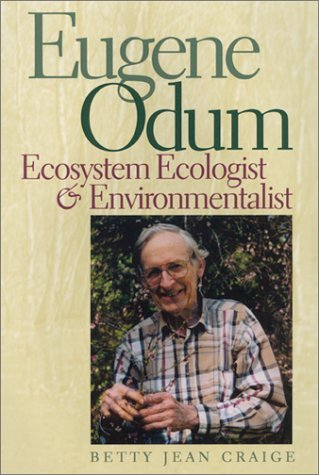 Eugene
Odum
Ecosystem Ecologist
& Environmentalist
BETTY JEAN CRAIGE